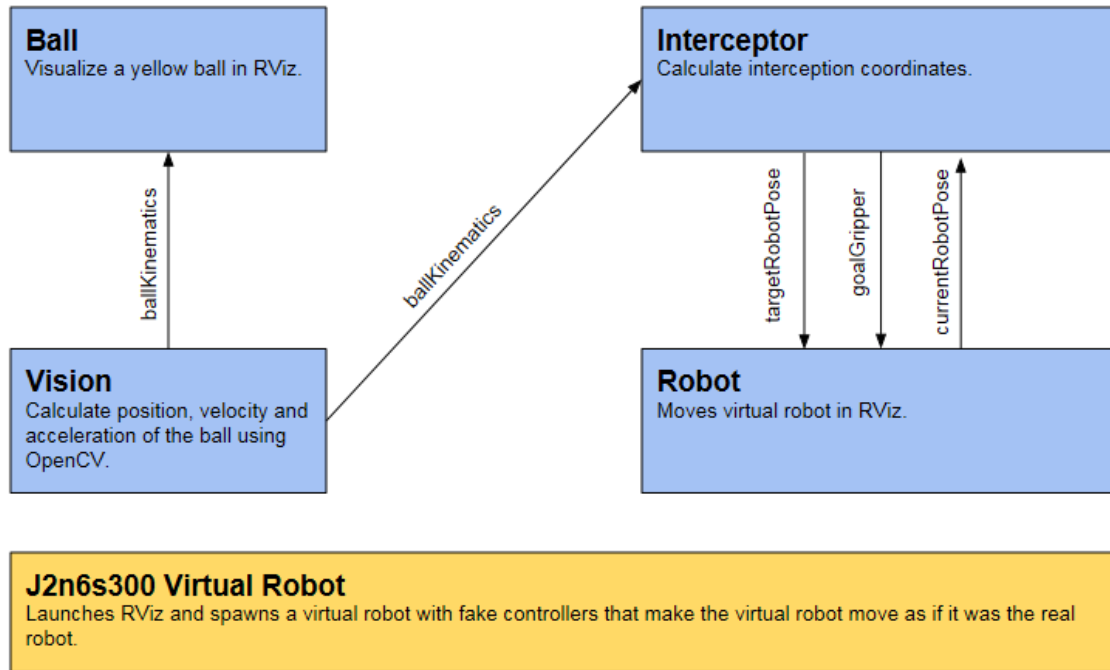 Ball
Visualize a yellow ball in RViz.
Interceptor
Calculate interception coordinates.
ballKinematics
ballKinematics
targetRobotPose
goalGripper
currentRobotPose
Vision
Calculate position, velocity and
acceleration of the ball using
OpenCV.
Robot
Moves virtual robot in RViz.
J2n6s300 Virtual Robot
Launches RViz and spawns a virtual robot with fake controllers that make the virtual robot move as if it was the real
robot.